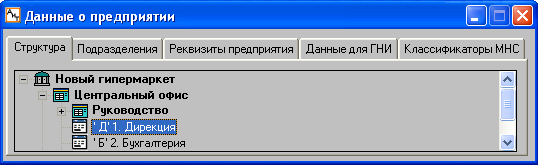 Данные о предприятии
Структура Подразделения Реквизиты предприятия Данные для ГНИ Классификаторы МНС
Новый гипермаркет
Центральный офис
Руководство
' Д' 1. Дирекция
' Б' 2. Бухгалтерия